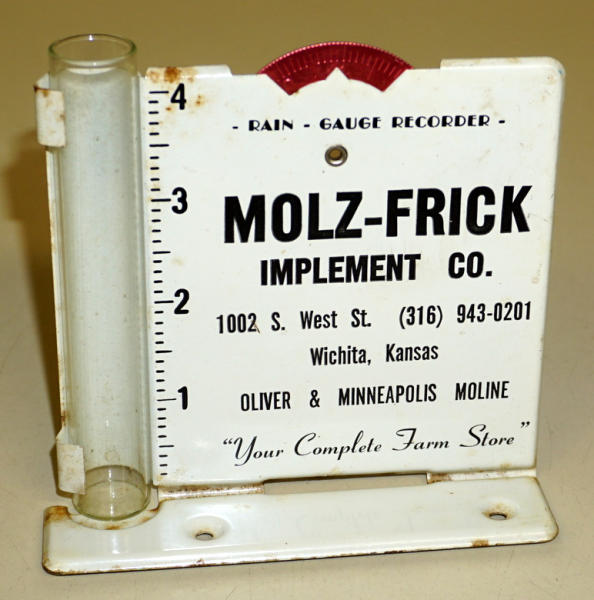 - RAIN - GAUGE RECORDER -
4
3
2
1
MOLZ-FRICK
IMPLEMENT CO.
1002 S. West St. (316) 943-0201
Wichita, Kansas
OLIVER & MINNEAPOLIS MOLINE
"Your Complete Farm Store"